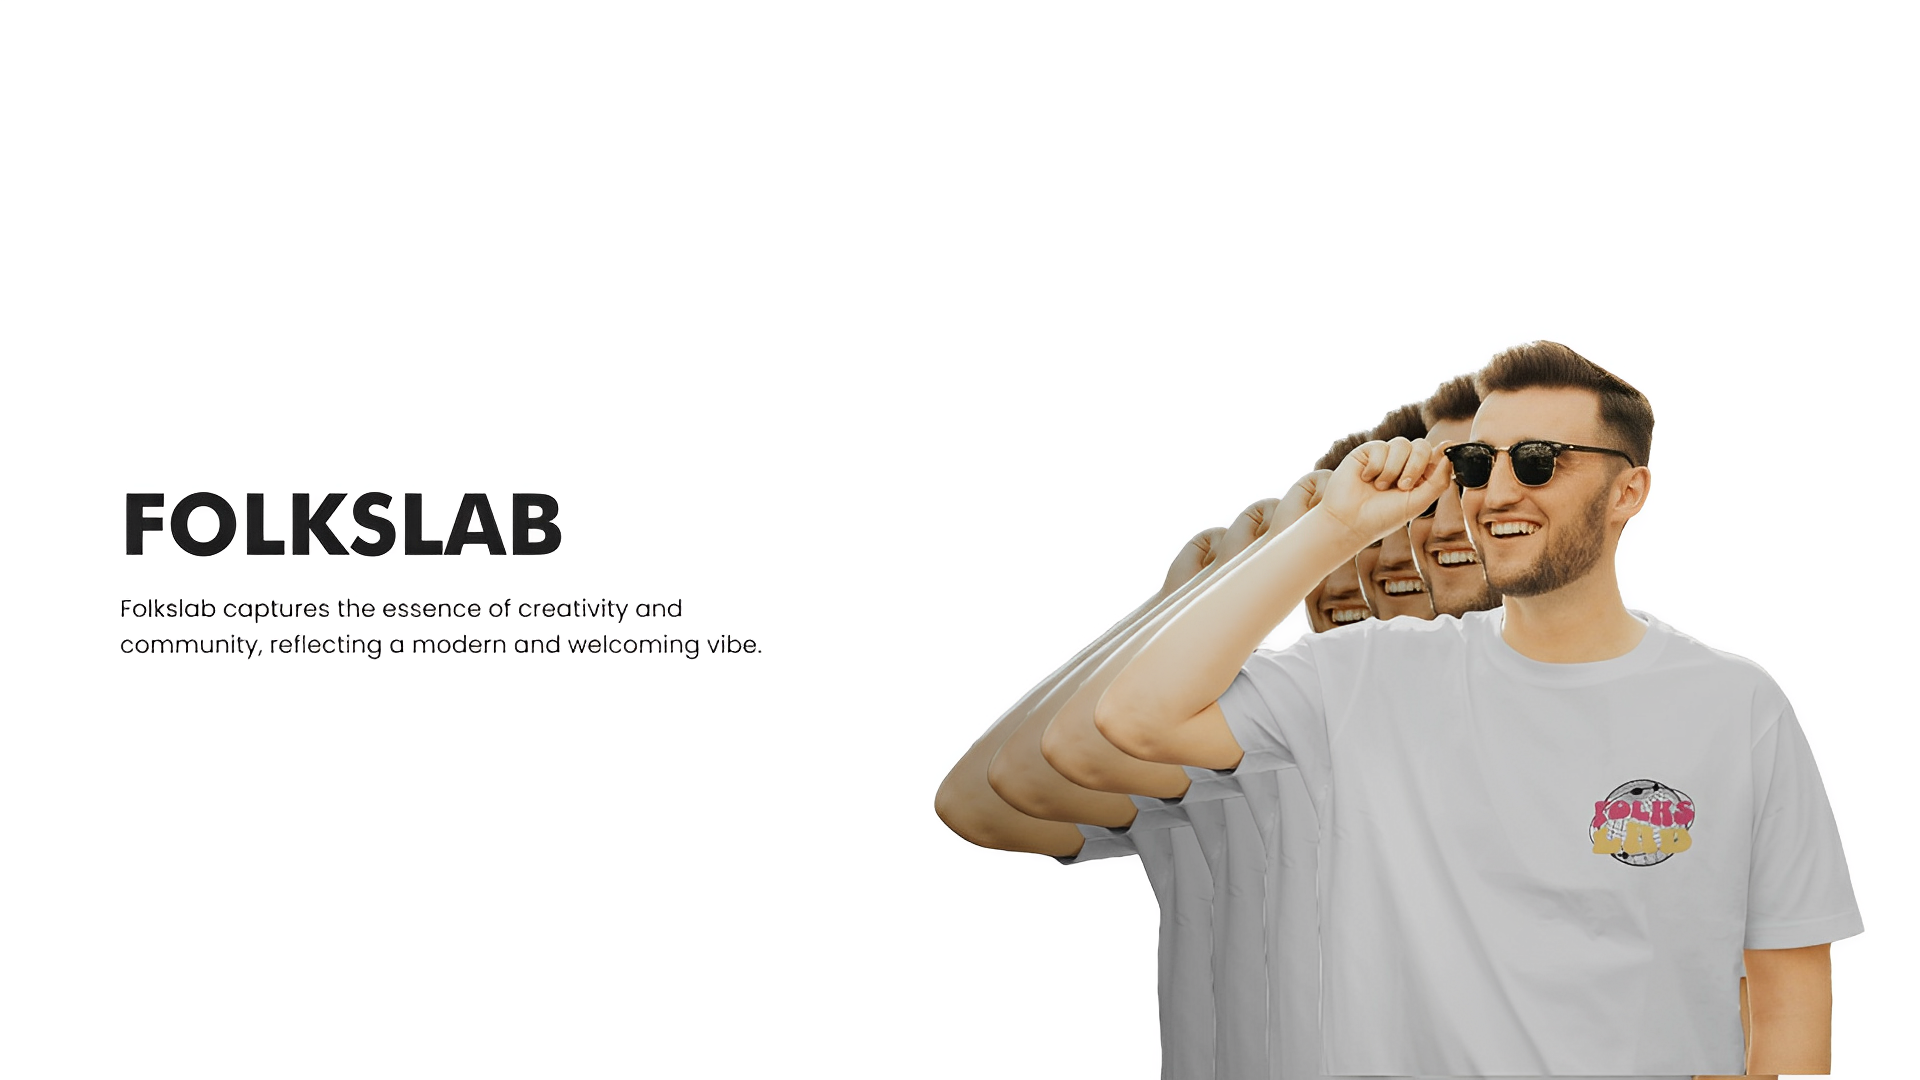 FOLKSLAB
Folkslab captures the essence of creativity and
community, reflecting a modern and welcoming vibe.
FOLKS
LAB